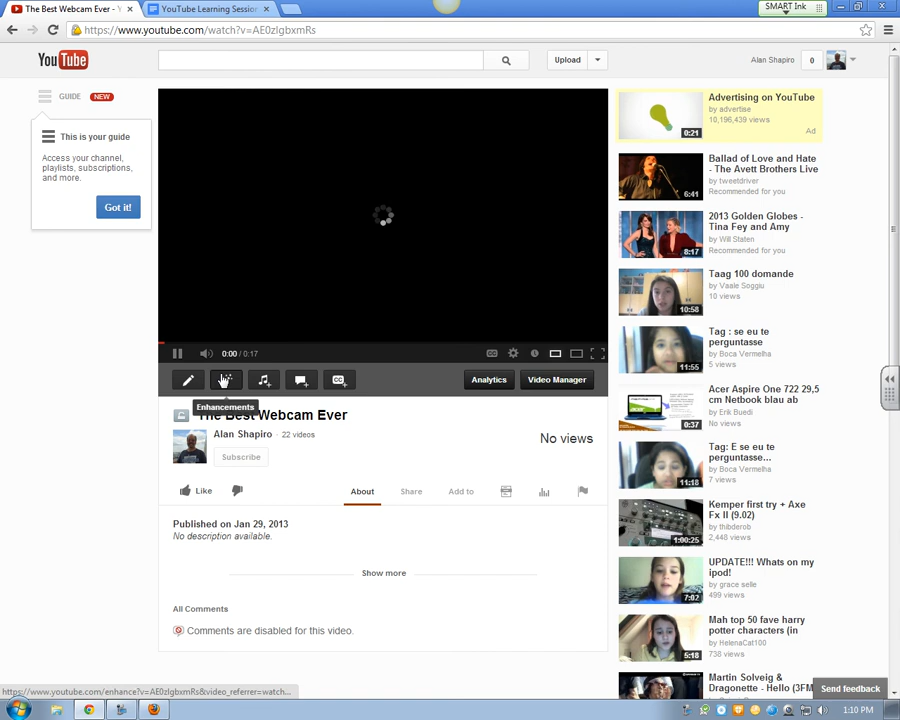 The Best Webcam Ever - Y
YouTube Learning Session
SMART Ink
https://www.youtube.com/watch?v=AE0zIgbxmRs
YouTube
Upload
Alan Shapiro
0
GUIDE
NEW
This is your guide
Access your channel,
playlists, subscriptions,
and more.
Got it!
0:00 / 0:17
Analytics
Video Manager
Enhancements
The Best Webcam Ever
Alan Shapiro · 22 videos
Subscribe
No views
Like
About
Share
Add to
Published on Jan 29, 2013
No description available.
Show more
All Comments
Comments are disabled for this video.
Advertising on YouTube
by advertise
10,196,439 views
Ad
0:21
Ballad of Love and Hate
- The Avett Brothers Live
by tweetdriver
Recommended for you
6:41
2013 Golden Globes -
Tina Fey and Amy
by Will Staten
Recommended for you
8:17
Taag 100 domande
by Vaale Soggiu
10 views
10:58
Tag : se eu te
perguntasse
by Boca Vermelha
5 views
11:55
Acer Aspire One 722 29,5
cm Netbook blau ab
by Erik Buedi
No views
0:37
Tag: E se eu te
perguntasse...
by Boca Vermelha
7 views
11:18
Kemper first try + Axe
Fx II (9.02)
by thibderob
2,448 views
1:00:25
UPDATE!!! Whats on my
ipod!
by grace selle
499 views
7:02
Mah top 50 fave harry
potter characters (in
by HelenaCat100
738 views
5:18
Martin Solveig &
Dragonette - Hello (3FM
Send feedback
https://www.youtube.com/enhance?v=AE0zIgbxmRs&video_referrer=watch...
1:10 PM